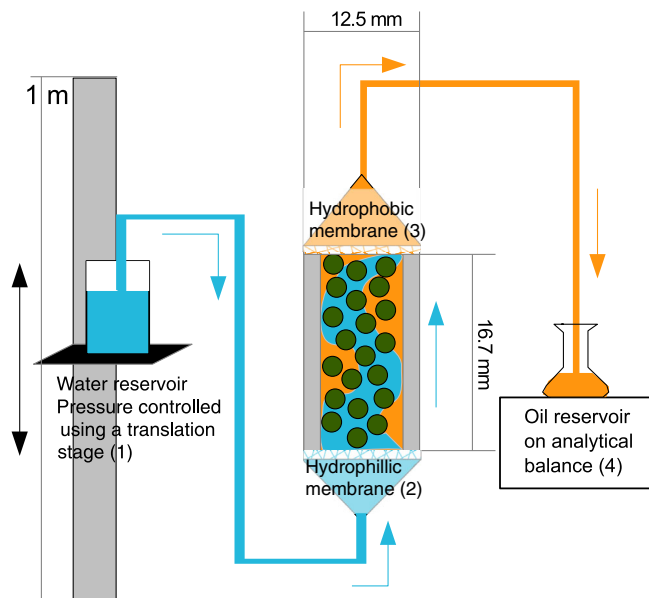 12.5 mm
1 m
Hydrophobic
membrane (3)
16.7 mm
Water reservoir
Pressure controlled
using a translation
stage (1)
Hydrophillic
membrane (2)
Oil reservoir
on analytical
balance (4)